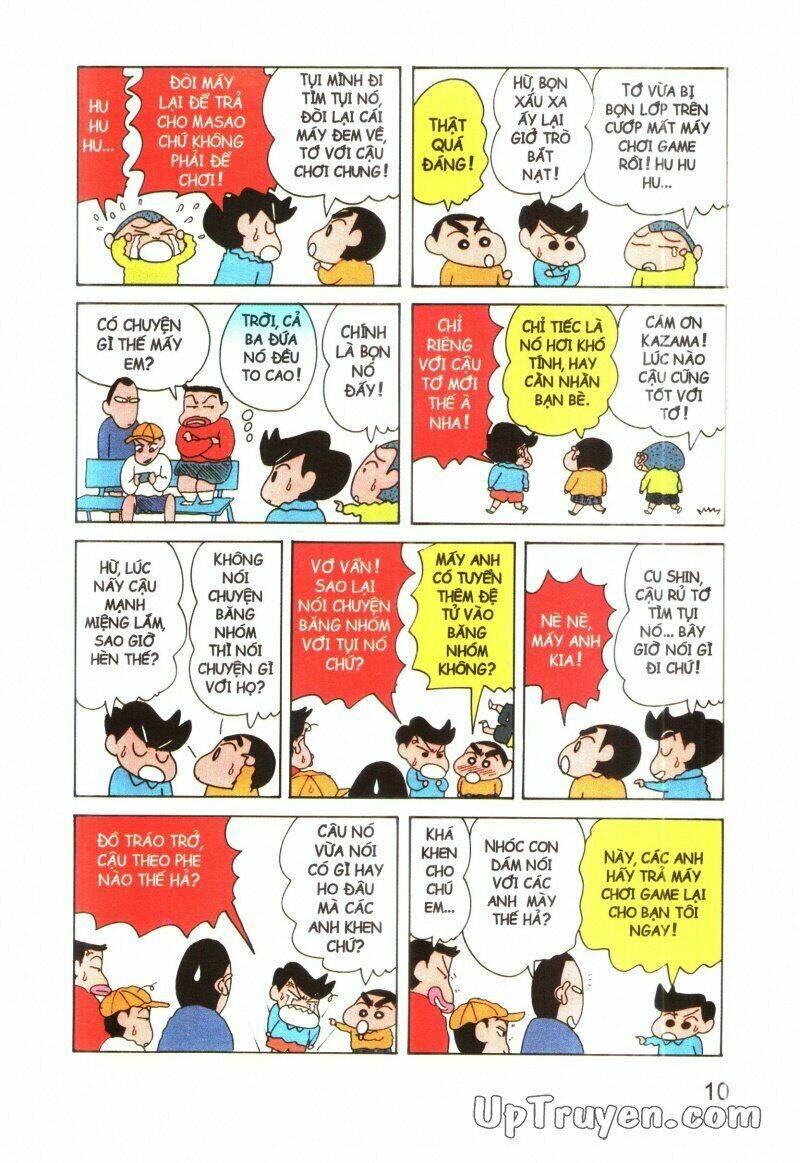 TỚ VỪA BỊ
BỌN LỚP TRÊN
CƯỚP MẤT MÁY
CHƠI GAME
RỒI! HU HU
HU...
HỪ, BỌN
XẤU XA
ẤY LẠI
GIỞ TRÒ
BẮT
NẠT!
THẬT
QUÁ
ĐÁNG!
TỤI MÌNH ĐI
TÌM TỤI NÓ,
ĐÒI LẠI CÁI
MÁY ĐEM VỀ,
TỚ VỚI CẬU
CHƠI CHUNG!
ĐÒI MÁY
LẠI ĐỂ TRẢ
CHO MASAO
CHỨ KHÔNG
PHẢI ĐỂ
CHƠI!
HU
HU
HU...
CÁM ƠN
KAZAMA!
LÚC NÀO
CẬU CŨNG
TỐT VỚI
TỚ!
CHỈ TIẾC LÀ
NÓ HƠI KHÓ
TÍNH, HAY
CẰN NHẰN
BẠN BÈ.
CHỈ
RIÊNG
VỚI CẬU
TỚ MỚI
THẾ À
NHA!
CHÍNH
LÀ BỌN
NÓ
ĐẤY!
TRỜI, CẢ
BA ĐỨA
NÓ ĐỀU
TO CAO!
CÓ CHUYỆN
GÌ THẾ MẤY
EM?
CU SHIN,
CẬU RỦ TỚ
TÌM TỤI
NÓ... BÂY
GIỜ NÓI GÌ
ĐI CHỨ!
NÈ NÈ,
MẤY ANH
KIA!
MẤY ANH
CÓ TUYỂN
THÊM ĐỆ
TỬ VÀO
BĂNG
NHÓM
KHÔNG?
VỚ VẨN!
SAO LẠI
NÓI CHUYỆN
BĂNG NHÓM
VỚI TỤI NÓ
CHỨ?
KHÔNG
NÓI
CHUYỆN
BĂNG
NHÓM
THÌ NÓI
CHUYỆN GÌ
VỚI HỌ?
HỪ, LÚC
NÃY CẬU
MẠNH
MIỆNG LẮM,
SAO GIỜ
HÈN THẾ?
NÀY, CÁC ANH
HÃY TRẢ MÁY
CHƠI GAME LẠI
CHO BẠN TÔI
NGAY!
NHÓC CON
DÁM NÓI
VỚI CÁC
ANH MÀY
THẾ HẢ?
KHÁ
KHEN
CHO
CHÚ
EM...
CÂU NÓ
VỪA NÓI
CÓ GÌ HAY
HO ĐÂU
MÀ CÁC
ANH KHEN
CHỨ?
ĐỒ TRÁO TRỞ,
CẬU THEO PHE
NÀO THẾ HẢ?
10
UpTruyen.com